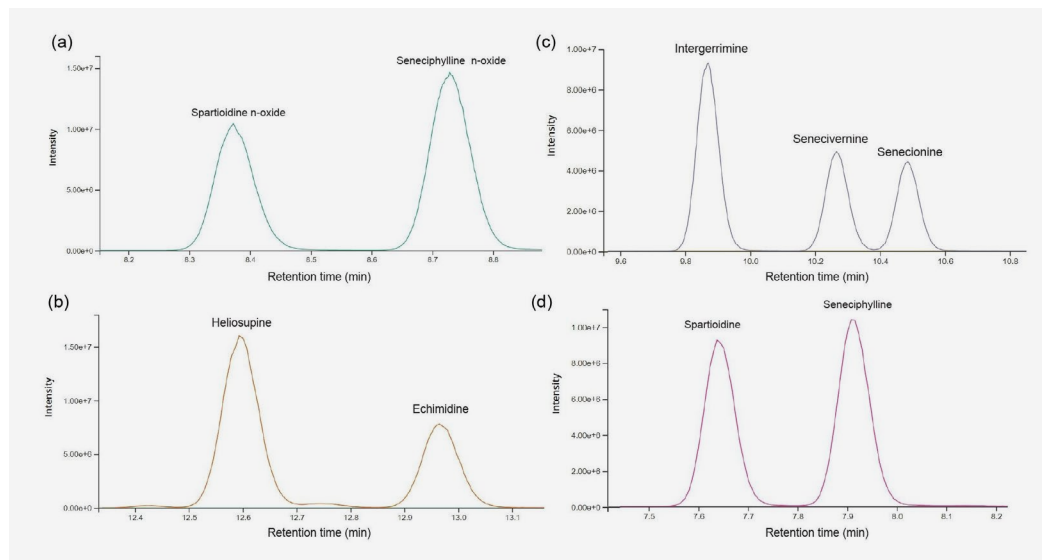 (a)
Spartioidine n-oxide
Seneciphylline n-oxide
Intensity
1.50e+7
1.00e+7
5.00e+6
0.00e+0
8.2 8.3 8.4 8.5 8.6 8.7 8.8
Retention time (min)
(c)
Intergerrimine
Senecivernine
Senecionine
Intensity
1.00e+7
8.00e+6
6.00e+6
4.00e+6
2.00e+6
0.00e+0
9.6 9.8 10.0 10.2 10.4 10.6 10.8
Retention time (min)
(b)
Heliosupine
Echimidine
Intensity
1.50e+7
1.00e+7
5.00e+6
0.00e+0
12.4 12.5 12.6 12.7 12.8 12.9 13.0 13.1
Retention time (min)
(d)
Spartioidine
Seneciphylline
Intensity
1.00e+7
8.00e+6
6.00e+6
4.00e+6
2.00e+6
0.00e+0
7.5 7.6 7.7 7.8 7.9 8.0 8.1 8.2
Retention time (min)